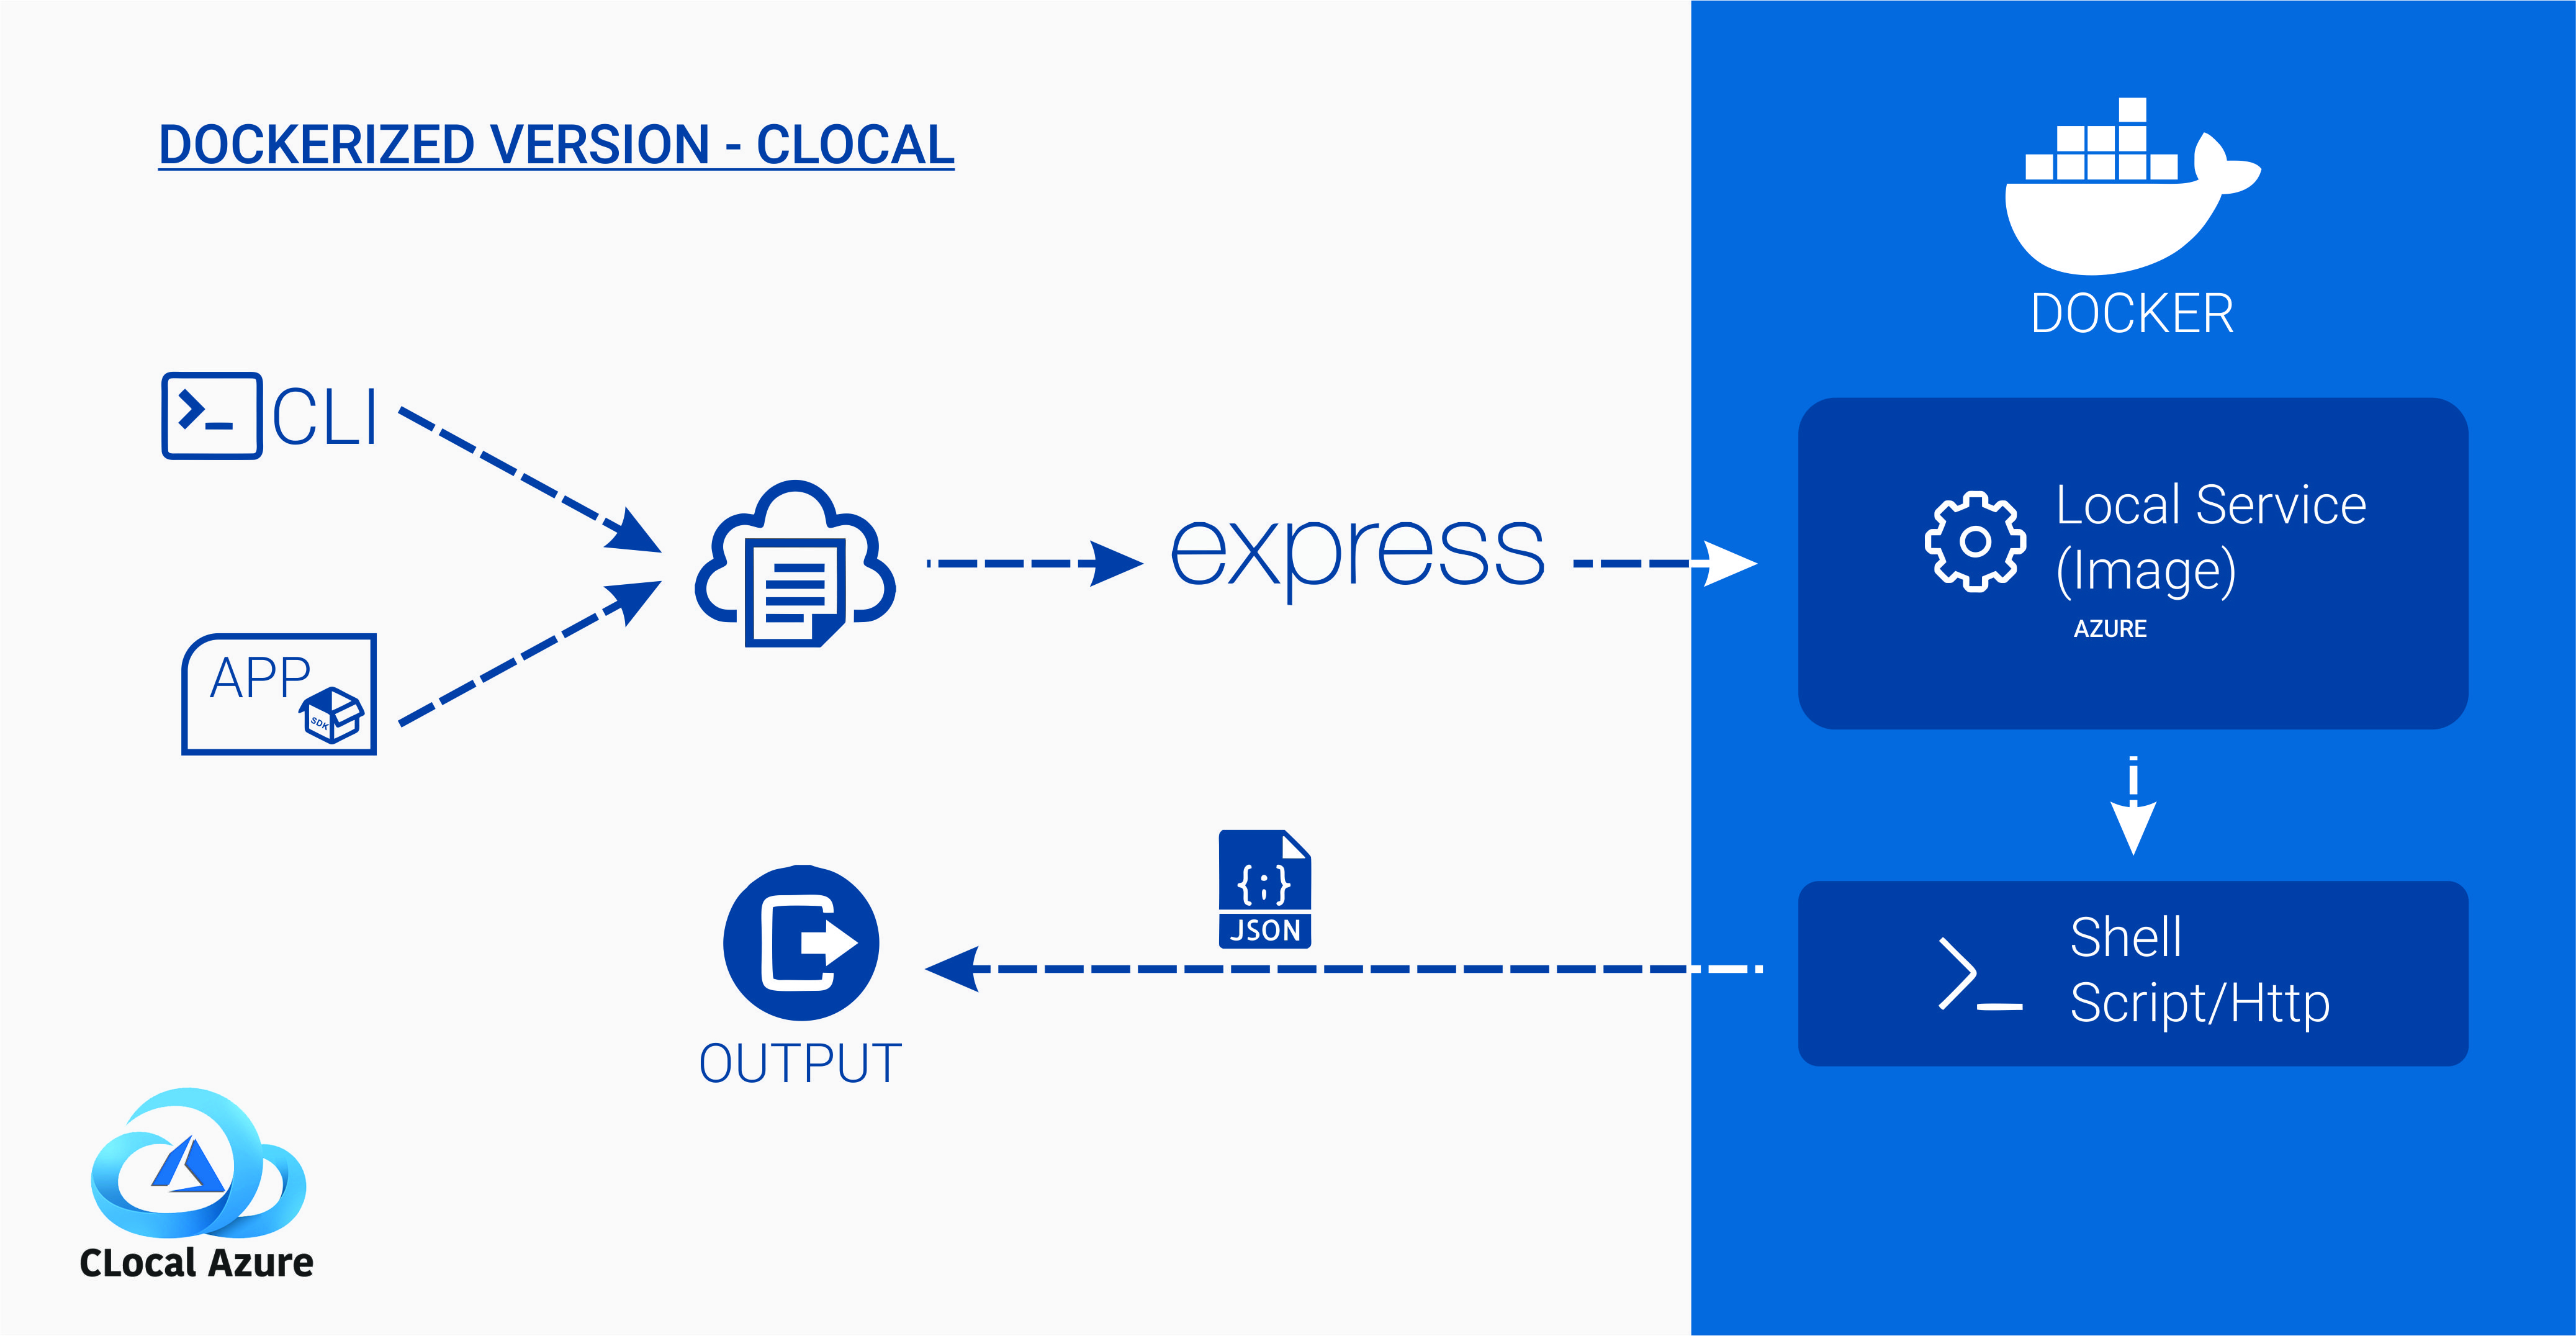 DOCKERIZED VERSION - CLOCAL
DOCKER
CLI
express
Local Service
(Image)
AZURE
APP
SDK
JSON
Shell
Script/Http
OUTPUT
CLocal Azure